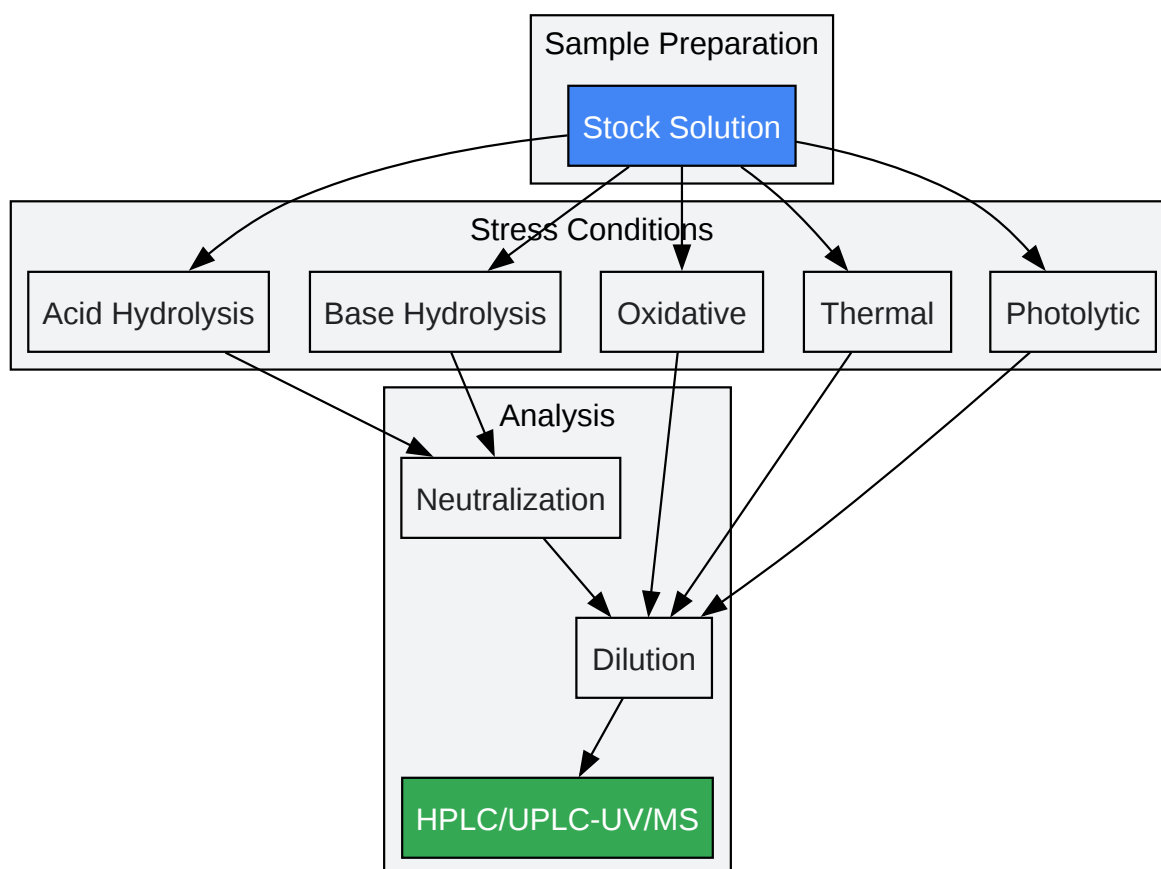 Sample Preparation
Stock Solution
Stress Conditions
Acid Hydrolysis
Base Hydrolysis
Oxidative
Thermal
Photolytic
Analysis
Neutralization
Dilution
HPLC/UPLC-UV/MS